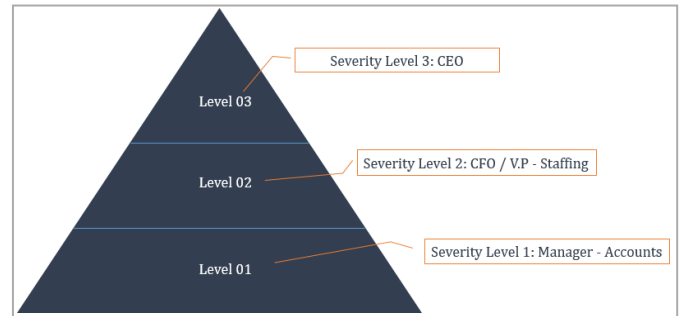 Severity Level 3: CEO
Level 03
Severity Level 2: CFO / V.P - Staffing
Level 02
Severity Level 1: Manager - Accounts
Level 01